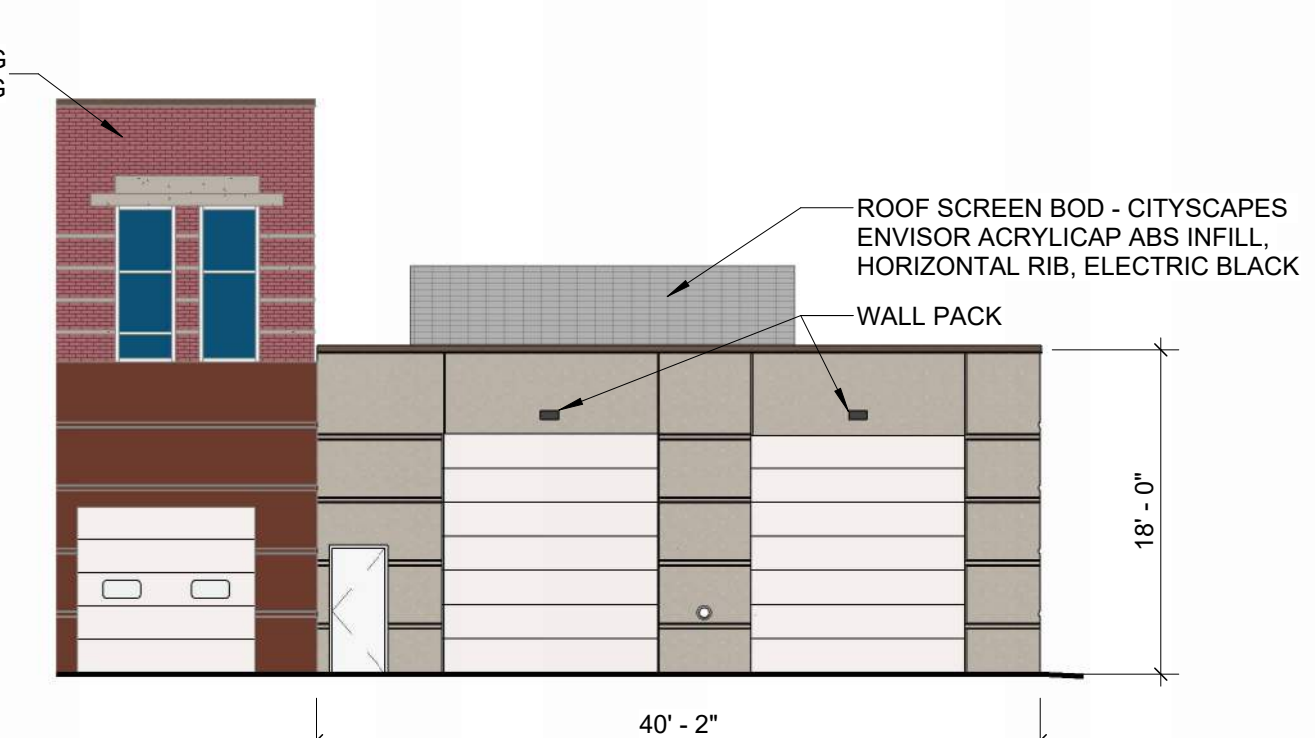 G
G
ROOF SCREEN BOD - CITYSCAPES
ENVISOR ACRYLICAP ABS INFILL,
HORIZONTAL RIB, ELECTRIC BLACK
WALL PACK
18' - 0"
40' - 2"